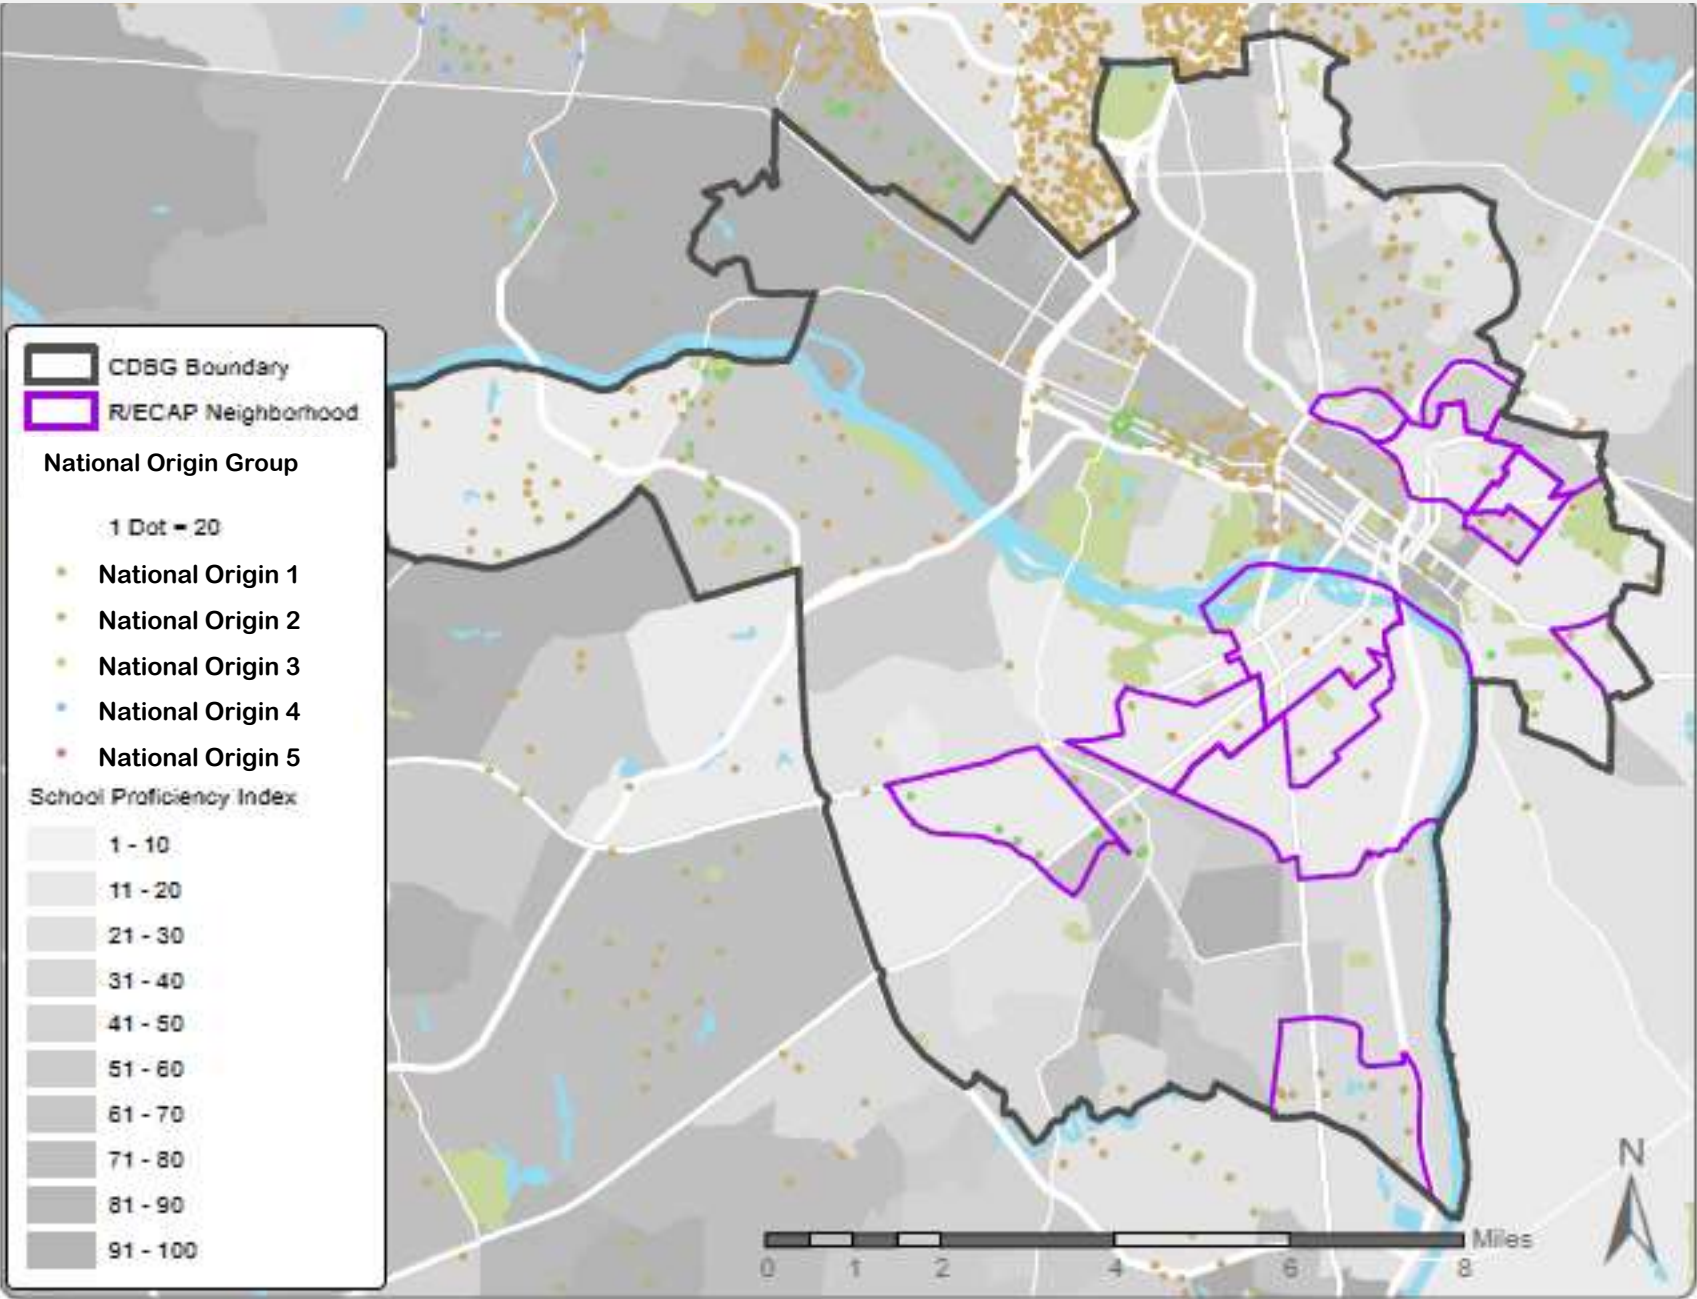 CDBG Boundary
R/ECAP Neighborhood
National Origin Group
1 Dot = 20
National Origin 1
National Origin 2
National Origin 3
National Origin 4
National Origin 5
School Proficiency Index
1 - 10
11 - 20
21 - 30
31 - 40
41 - 50
51 - 60
61 - 70
71 - 80
81 - 90
91 - 100
N
Miles
0 1 2 4 6 8